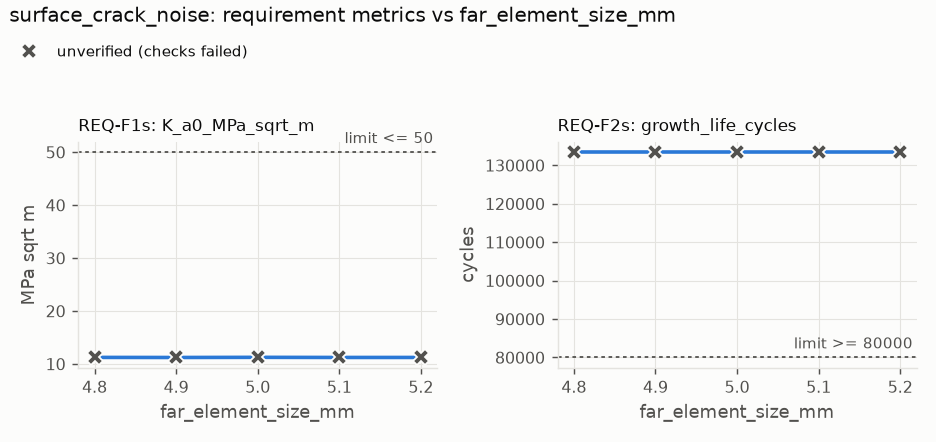 surface_crack_noise: requirement metrics vs far_element_size_mm
unverified (checks failed)
REQ-F1s: K_a0_MPa_sqrt_m
limit <= 50
50
40
30
20
10
MPa sqrt m
4.8 4.9 5.0 5.1 5.2
far_element_size_mm
REQ-F2s: growth_life_cycles
130000
120000
110000
100000
90000
80000
limit >= 80000
cycles
4.8 4.9 5.0 5.1 5.2
far_element_size_mm